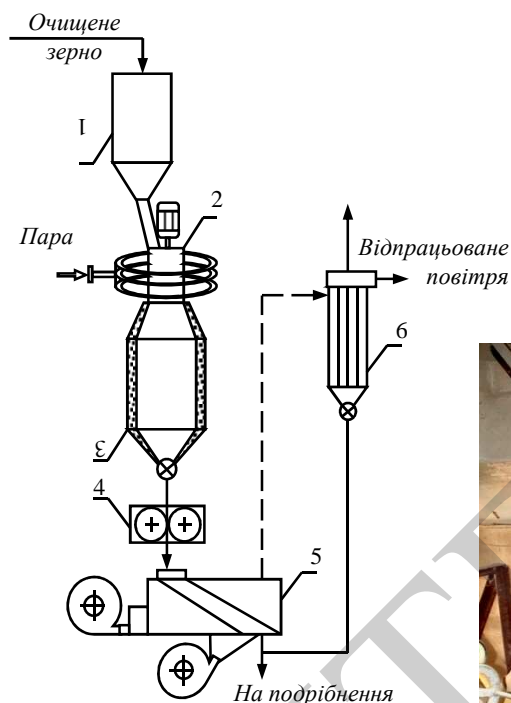 Очищене
зерно
1
2
Пара
Відпрацьоване
повітря
6
3
4
5
На подрібнення